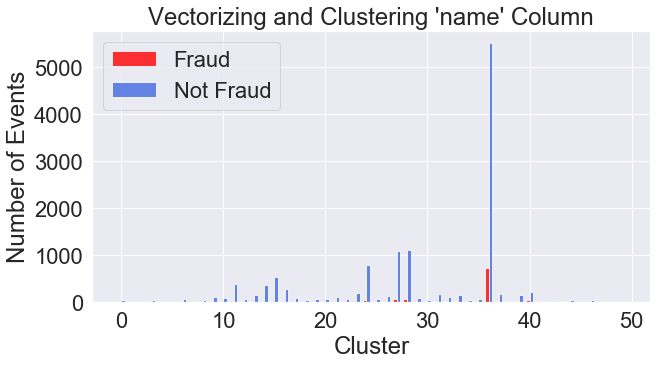 Vectorizing and Clustering 'name' Column
Fraud
Not Fraud
Number of Events
5000
4000
3000
2000
1000
0
0 10 20 30 40 50
Cluster